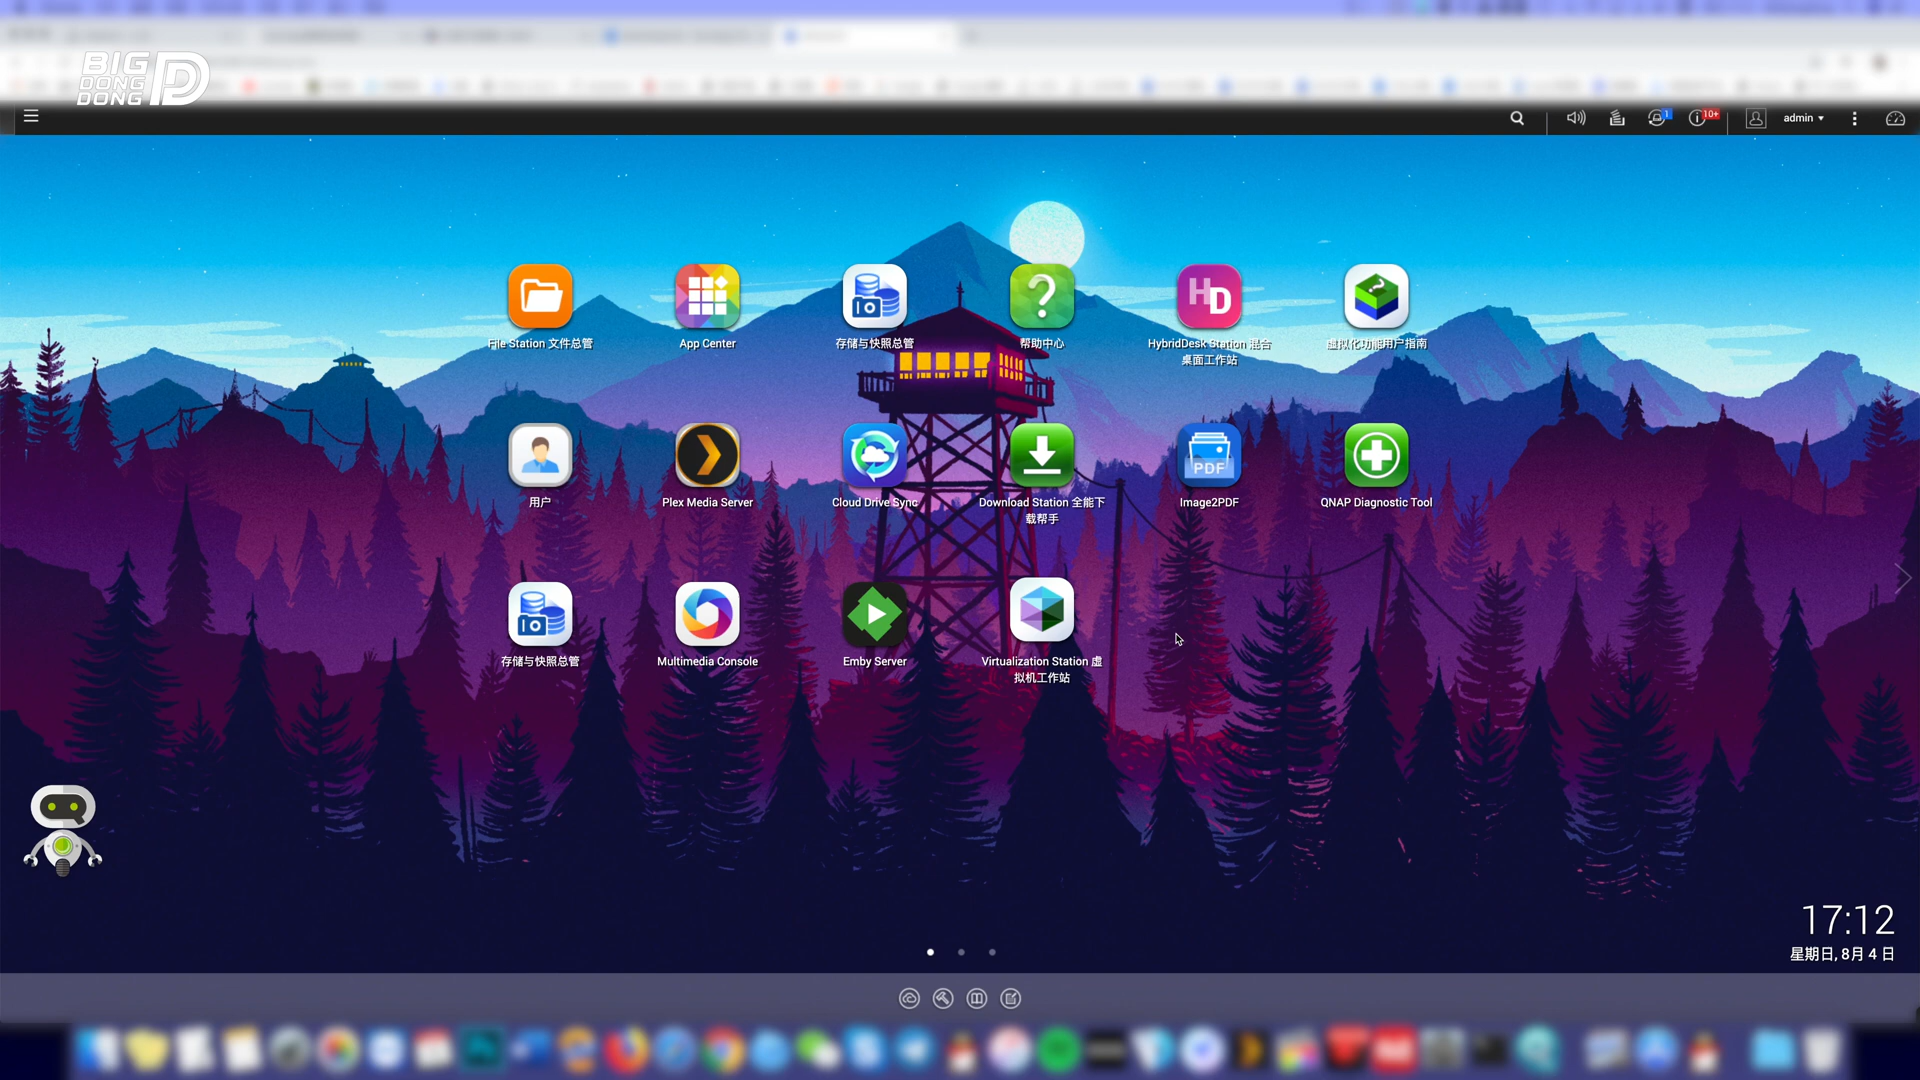 BIG
DONG
DONG
D
1
10+
admin
File Station 文件总管
App Center
存储与快照总管
帮助中心
HybridDesk Station 混合
桌面工作站
虚拟化功能用户指南
用户
Plex Media Server
Cloud Drive Sync
Download Station 全能下
载帮手
PDF
Image2PDF
QNAP Diagnostic Tool
存储与快照总管
Multimedia Console
Emby Server
Virtualization Station 虚
拟机工作站
17:12
星期日, 8月 4 日